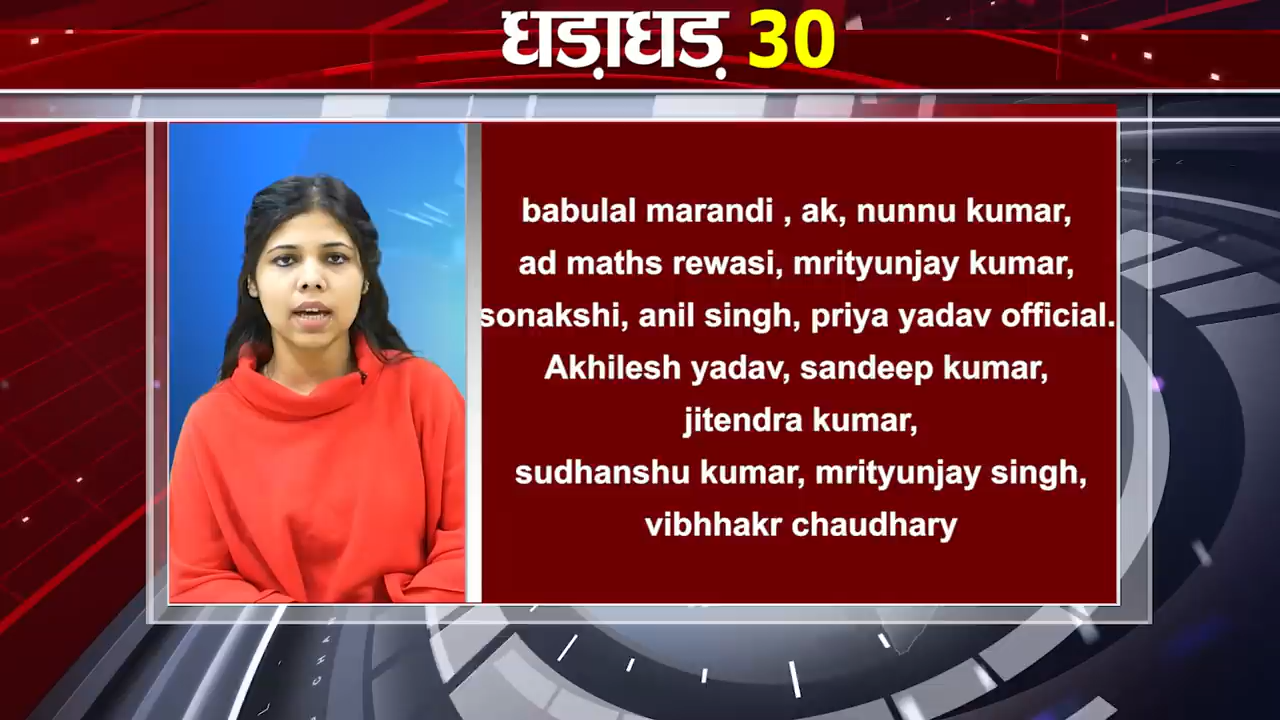 धड़ाधड़ 30
babulal marandi , ak, nunnu kumar,
ad maths rewasi, mrityunjay kumar,
sonakshi, anil singh, priya yadav official.
Akhilesh yadav, sandeep kumar,
jitendra kumar,
sudhanshu kumar, mrityunjay singh,
vibhhakr chaudhary